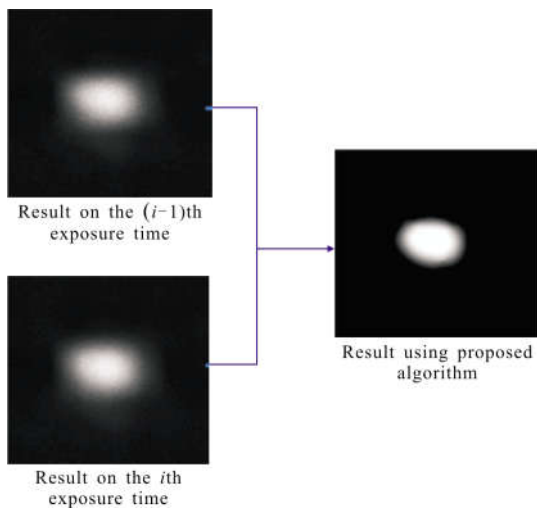 Result on the (i-1)th
exposure time
Result using proposed
algorithm
Result on the ith
exposure time